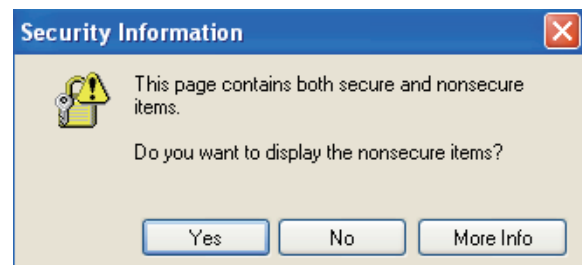 Security Information
This page contains both secure and nonsecure
items.
Do you want to display the nonsecure items?
Yes No More Info